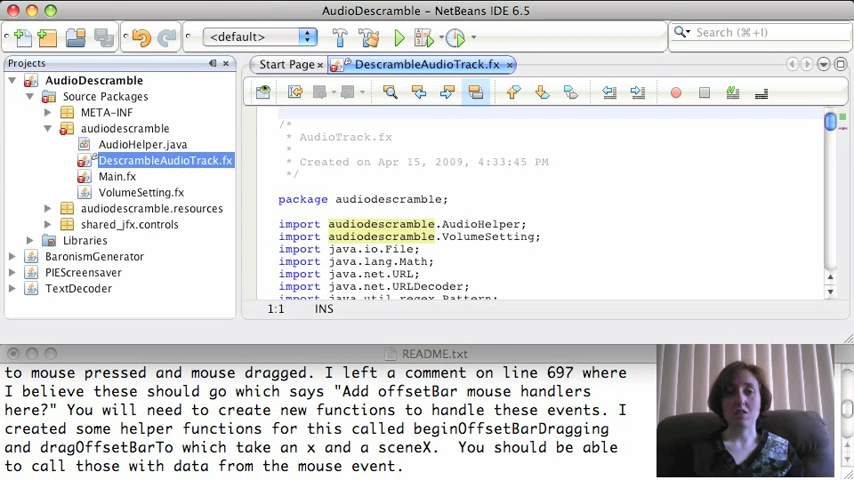 AudioDescramble – NetBeans IDE 6.5
<default>
Search (⌘+I)
Projects
Start Page
DescrambleAudioTrack.fx
AudioDescramble
Source Packages
META-INF
audiodescramble
AudioHelper.java
DescrambleAudioTrack.fx
Main.fx
VolumeSetting.fx
audiodescramble.resources
shared_jfx.controls
Libraries
BaronismGenerator
PIEScreensaver
TextDecoder
/*
 * AudioTrack.fx
 *
 * Created on Apr 15, 2009, 4:33:45 PM
 */
package audiodescramble;
import audiodescramble.AudioHelper;
import audiodescramble.VolumeSetting;
import java.io.File;
import java.lang.Math;
import java.net.URL;
import java.net.URLDecoder;
import java.util.regex.Pattern;
1:1 INS
README.txt
to mouse pressed and mouse dragged. I left a comment on line 697 where
I believe these should go which says "Add offsetBar mouse handlers
here?" You will need to create new functions to handle these events. I
created some helper functions for this called beginOffsetBarDragging
and dragOffsetBarTo which take an x and a sceneX.  You should be able
to call those with data from the mouse event.